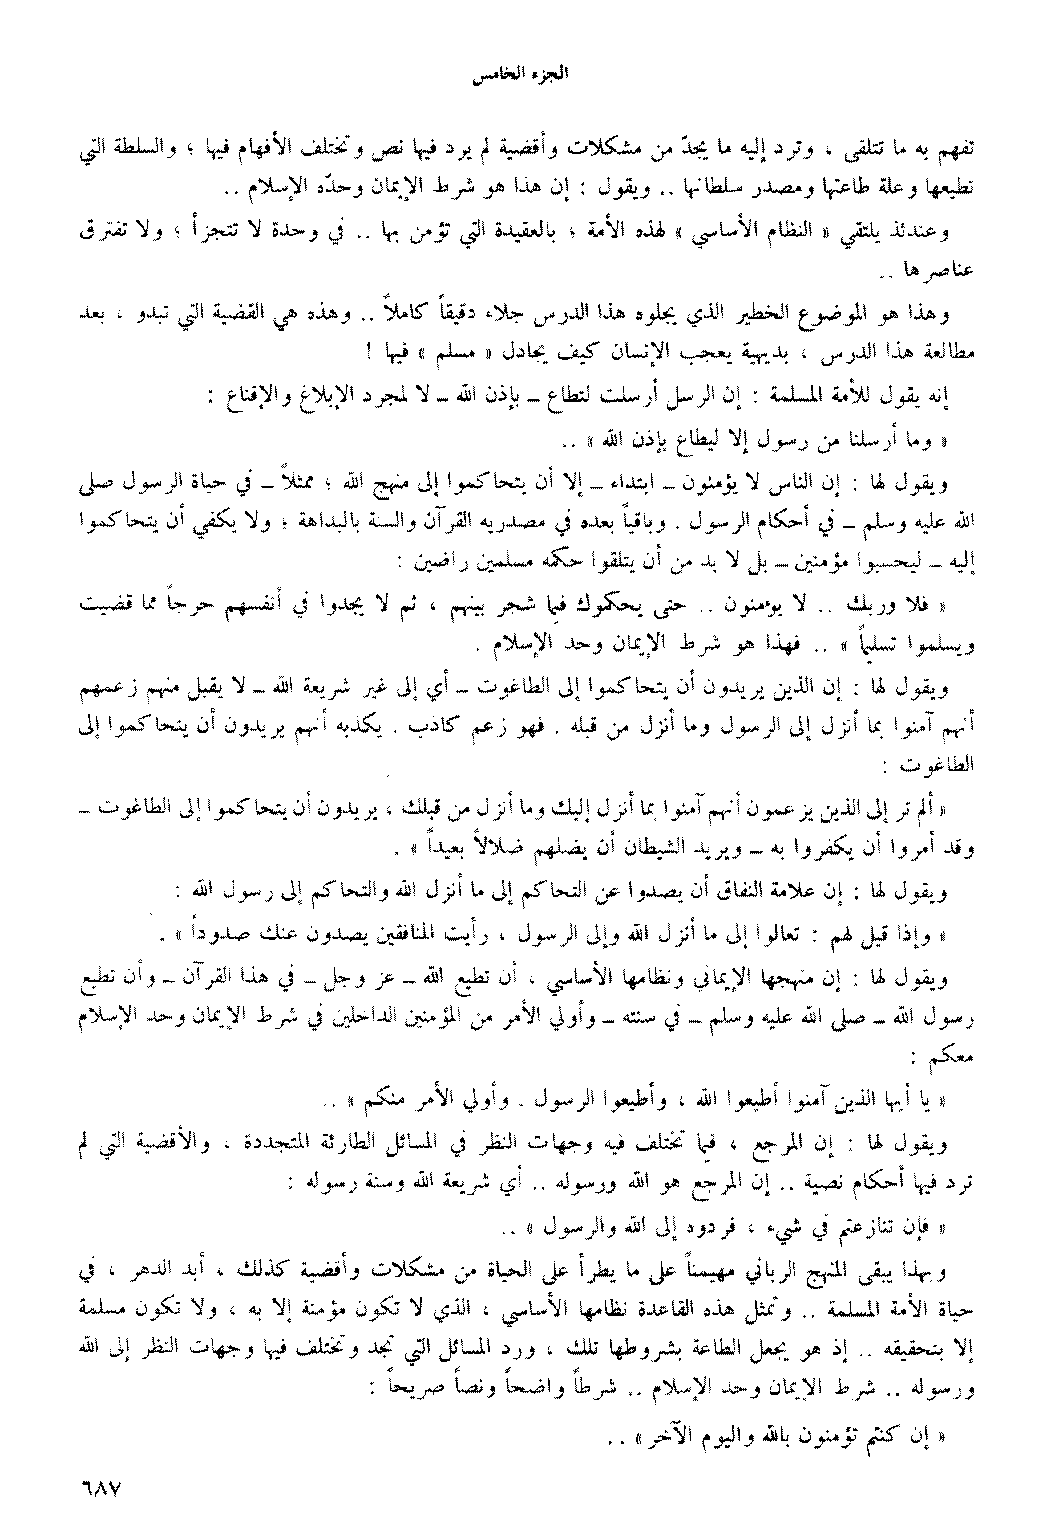 الجزء الخامس
تفهم به ما تتلقى ، وترد إليه ما يجدّ من مشكلات وأقضية لم يرد فيها نص وتختلف الأفهام فيها ؛ والسلطة التي
تطيعها وعلة طاعتها ومصدر سلطانها .. ويقول : إن هذا هو شرط الإيمان وحدّه الإسلام ..
وعندئذ يلتقي « النظام الأساسي » لهذه الأمة ؛ بالعقيدة التي تؤمن بها .. في وحدة لا تتجزأ ؛ ولا تفترق
عناصرها ..
وهذا هو الموضوع الخطير الذي يجلوه هذا الدرس جلاء دقيقاً كاملاً .. وهذه هي القضية التي تبدو ، بعد
مطالعة هذا الدرس ، بديهية يعجب الإنسان كيف يجادل « مسلم » فيها !
إنه يقول للأمة المسلمة : إن الرسل أرسلت لتطاع – بإذن الله – لا لمجرد الإبلاغ والإقناع :
« وما أرسلنا من رسول إلا ليطاع بإذن الله » ..
ويقول لها : إن الناس لا يؤمنون – ابتداء – إلا أن يتحاكموا إلى منهج الله ؛ ممثلاً – في حياة الرسول صلى
الله عليه وسلم – في أحكام الرسول . وباقياً بعده في مصدريه القرآن والسنة بالبداهة ؛ ولا يكفي أن يتحاكموا
إليه – ليحسبوا مؤمنين – بل لا بد من أن يتلقوا حكمه مسلمين راضين :
« فلا وربك .. لا يؤمنون .. حتى يحكموك فيما شجر بينهم ، ثم لا يجدوا في أنفسهم حرجاً مما قضيت
ويسلموا تسليماً » .. فهذا هو شرط الإيمان وحد الإسلام .
ويقول لها : إن الذين يريدون أن يتحاكموا إلى الطاغوت – أي إلى غير شريعة الله – لا يقبل منهم زعمهم
أنهم آمنوا بما أنزل إلى الرسول وما أنزل من قبله . فهو زعم كاذب . يكذبه أنهم يريدون أن يتحاكموا إلى
الطاغوت :
« ألم تر إلى الذين يزعمون أنهم آمنوا بما أنزل إليك وما أنزل من قبلك ، يريدون أن يتحاكموا إلى الطاغوت –
وقد أمروا أن يكفروا به – ويريد الشيطان أن يضلهم ضلالاً بعيداً » .
ويقول لها : إن علامة النفاق أن يصدوا عن التحاكم إلى ما أنزل الله والتحاكم إلى رسول الله :
« وإذا قيل لهم : تعالوا إلى ما أنزل الله وإلى الرسول ، رأيت المنافقين يصدون عنك صدوداً » .
ويقول لها : إن منهجها الإيماني ونظامها الأساسي ، أن تطيع الله – عز وجل – في هذا القرآن – وأن تطيع
رسول الله – صلى الله عليه وسلم – في سنته – وأولي الأمر من المؤمنين الداخلين في شرط الإيمان وحد الإسلام
معكم :
« يا أيها الذين آمنوا أطيعوا الله ، وأطيعوا الرسول . وأولي الأمر منكم » ..
ويقول لها : إن المرجع ، فيما تختلف فيه وجهات النظر في المسائل الطارئة المتجددة ، والأقضية التي لم
ترد فيها أحكام نصية .. إن المرجع هو الله ورسوله .. أي شريعة الله وسنة رسوله :
« فإن تنازعتم في شيء ، فردوه إلى الله والرسول » ..
وبهذا يبقى المنهج الرباني مهيمناً على ما يطرأ على الحياة من مشكلات وأقضية كذلك ، أبد الدهر ، في
حياة الأمة المسلمة .. وتمثل هذه القاعدة نظامها الأساسي ، الذي لا تكون مؤمنة إلا به ، ولا تكون مسلمة
إلا بتحقيقه .. إذ هو يجعل الطاعة بشروطها تلك ، ورد المسائل التي تجد وتختلف فيها وجهات النظر إلى الله
ورسوله .. شرط الإيمان وحد الإسلام .. شرطاً واضحاً ونصاً صريحاً :
« إن كنتم تؤمنون بالله واليوم الآخر » ..
٦٨٧